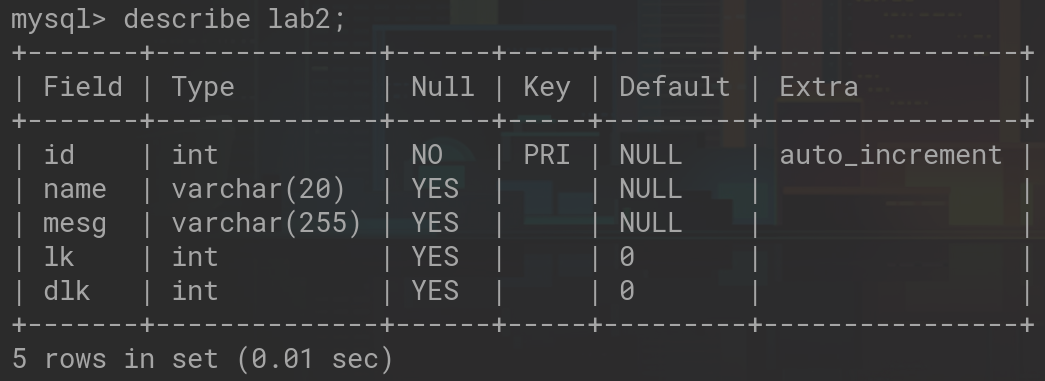 mysql> describe lab2;
+-------+--------------+------+-----+---------+----------------+
| Field | Type         | Null | Key | Default | Extra          |
+-------+--------------+------+-----+---------+----------------+
| id    | int          | NO   | PRI | NULL    | auto_increment |
| name  | varchar(20)  | YES  |     | NULL    |                |
| mesg  | varchar(255) | YES  |     | NULL    |                |
| lk    | int          | YES  |     | 0       |                |
| dlk   | int          | YES  |     | 0       |                |
+-------+--------------+------+-----+---------+----------------+
5 rows in set (0.01 sec)